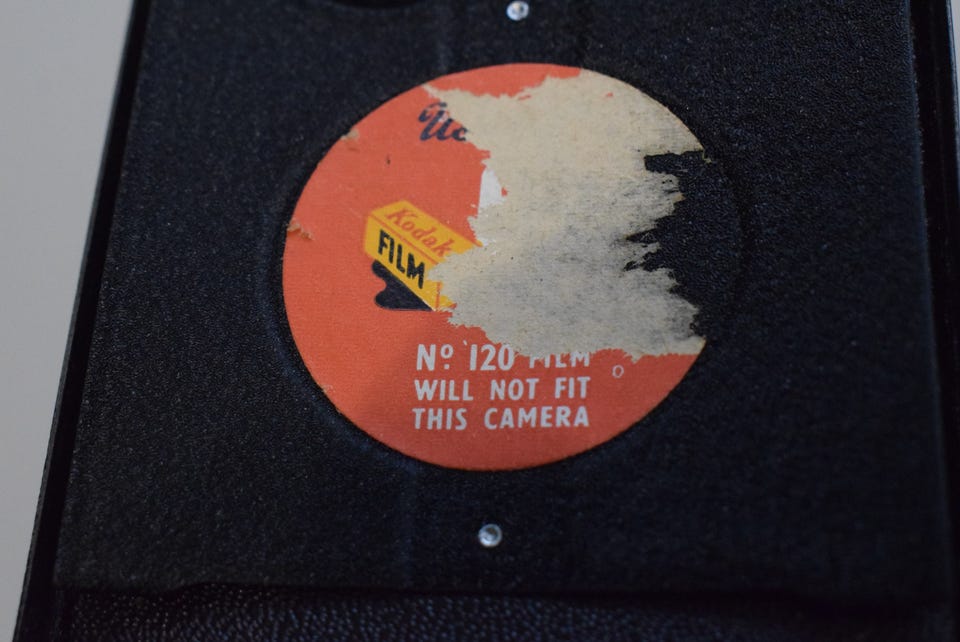 Kodak
FILM
Nº 120 FILM
WILL NOT FIT
THIS CAMERA